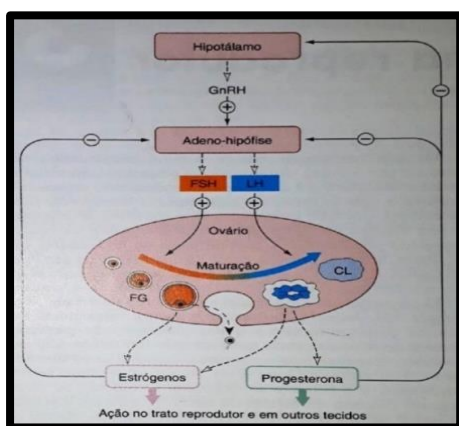 Hipotálamo
GnRH
+
−
−
−
Adeno-hipófise
FSH LH
+ +
Ovário
Maturação
CL
FG
Estrógenos
Progesterona
Ação no trato reprodutor e em outros tecidos